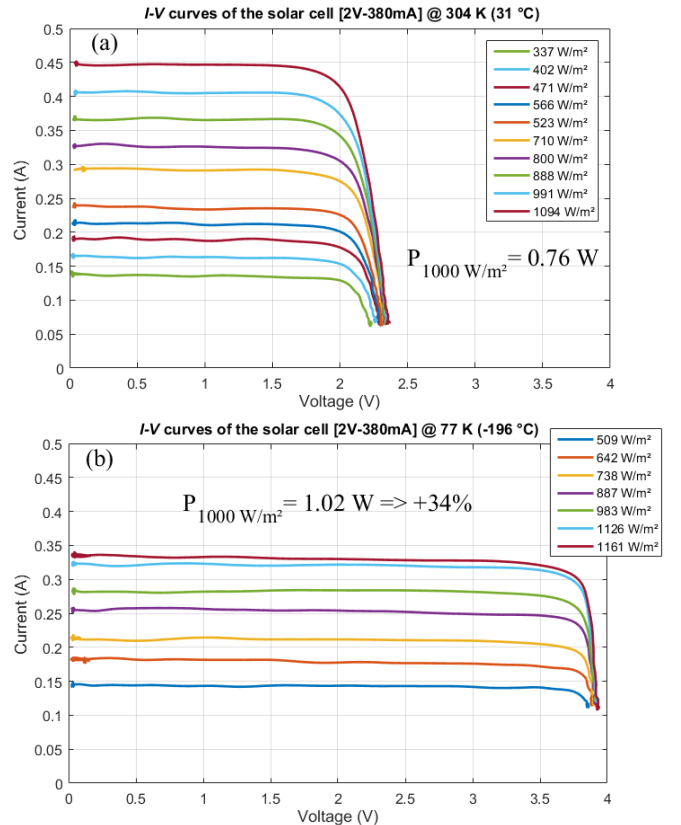 I-V curves of the solar cell [2V-380mA] @ 304 K (31 °C)
(a)
0.5
0.45
0.4
0.35
0.3
0.25
0.2
0.15
0.1
0.05
0
Current (A)
337 W/m²
402 W/m²
471 W/m²
566 W/m²
523 W/m²
710 W/m²
800 W/m²
888 W/m²
991 W/m²
1094 W/m²
P1000 W/m²= 0.76 W
0 0.5 1 1.5 2 2.5 3 3.5 4
Voltage (V)
I-V curves of the solar cell [2V-380mA] @ 77 K (-196 °C)
(b)
0.5
0.45
0.4
0.35
0.3
0.25
0.2
0.15
0.1
0.05
0
Current (A)
509 W/m²
642 W/m²
738 W/m²
887 W/m²
983 W/m²
1126 W/m²
1161 W/m²
P1000 W/m²= 1.02 W => +34%
0 0.5 1 1.5 2 2.5 3 3.5 4
Voltage (V)